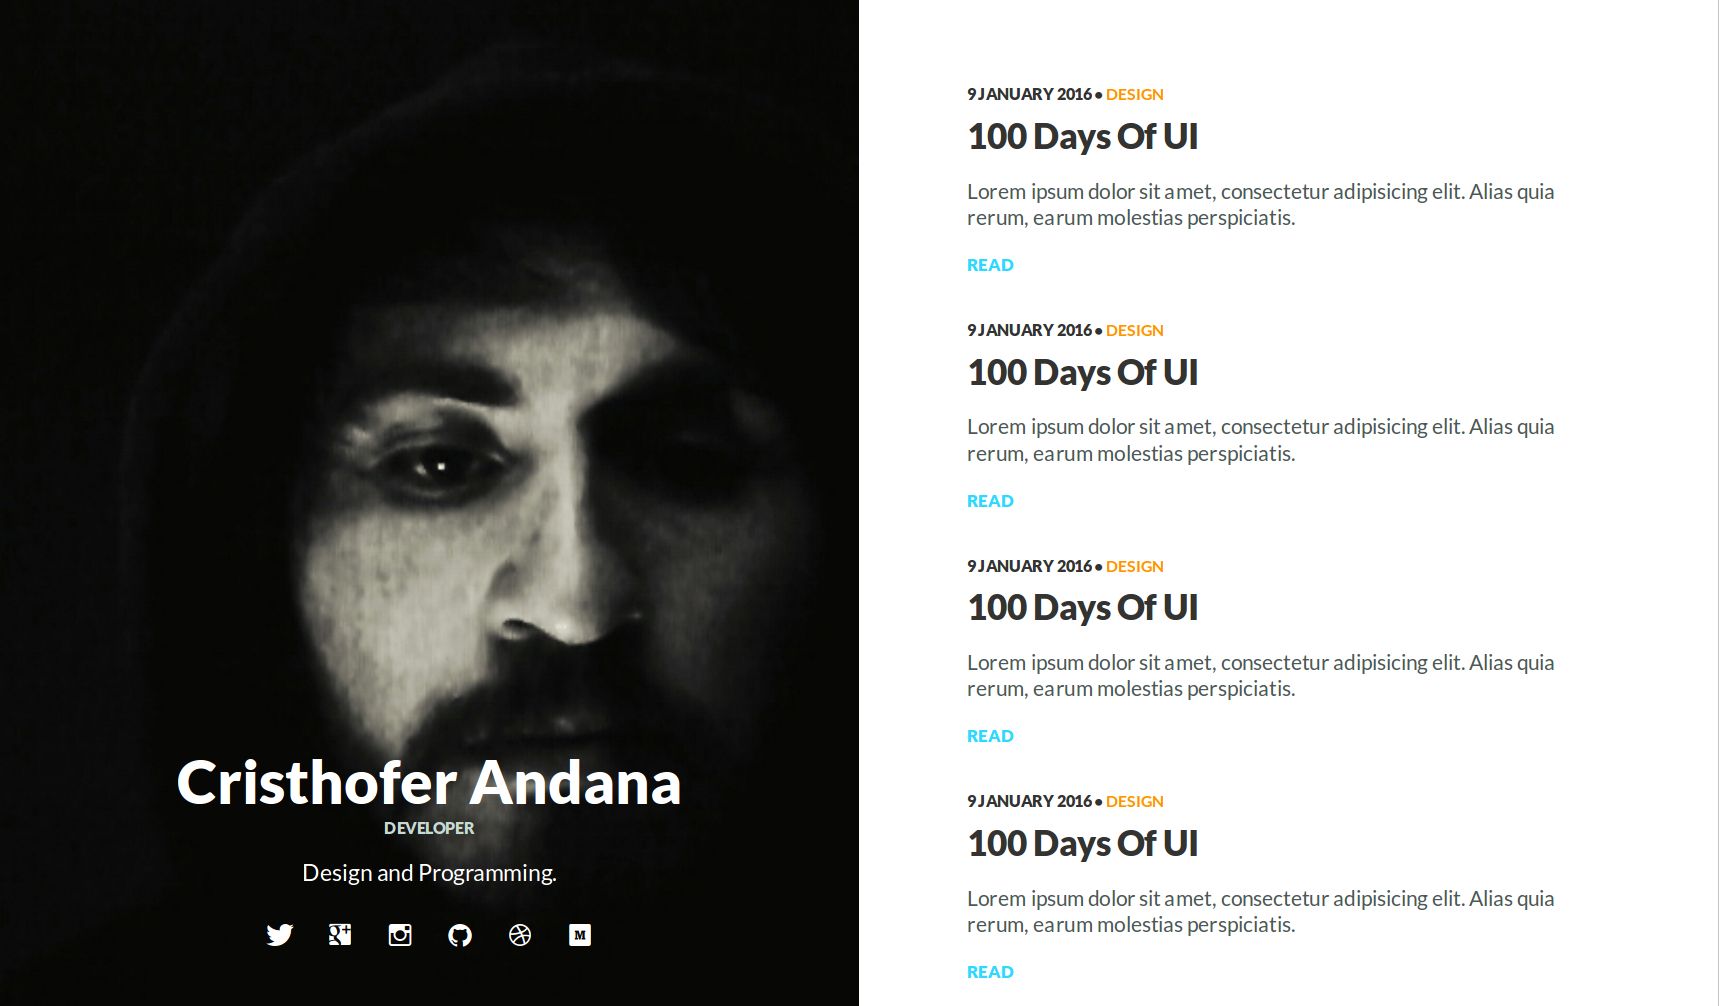 Cristhofer Andana
DEVELOPER
Design and Programming.
g+
M
9 JANUARY 2016 • DESIGN
100 Days Of UI
Lorem ipsum dolor sit amet, consectetur adipisicing elit. Alias quia
rerum, earum molestias perspiciatis.
READ
9 JANUARY 2016 • DESIGN
100 Days Of UI
Lorem ipsum dolor sit amet, consectetur adipisicing elit. Alias quia
rerum, earum molestias perspiciatis.
READ
9 JANUARY 2016 • DESIGN
100 Days Of UI
Lorem ipsum dolor sit amet, consectetur adipisicing elit. Alias quia
rerum, earum molestias perspiciatis.
READ
9 JANUARY 2016 • DESIGN
100 Days Of UI
Lorem ipsum dolor sit amet, consectetur adipisicing elit. Alias quia
rerum, earum molestias perspiciatis.
READ